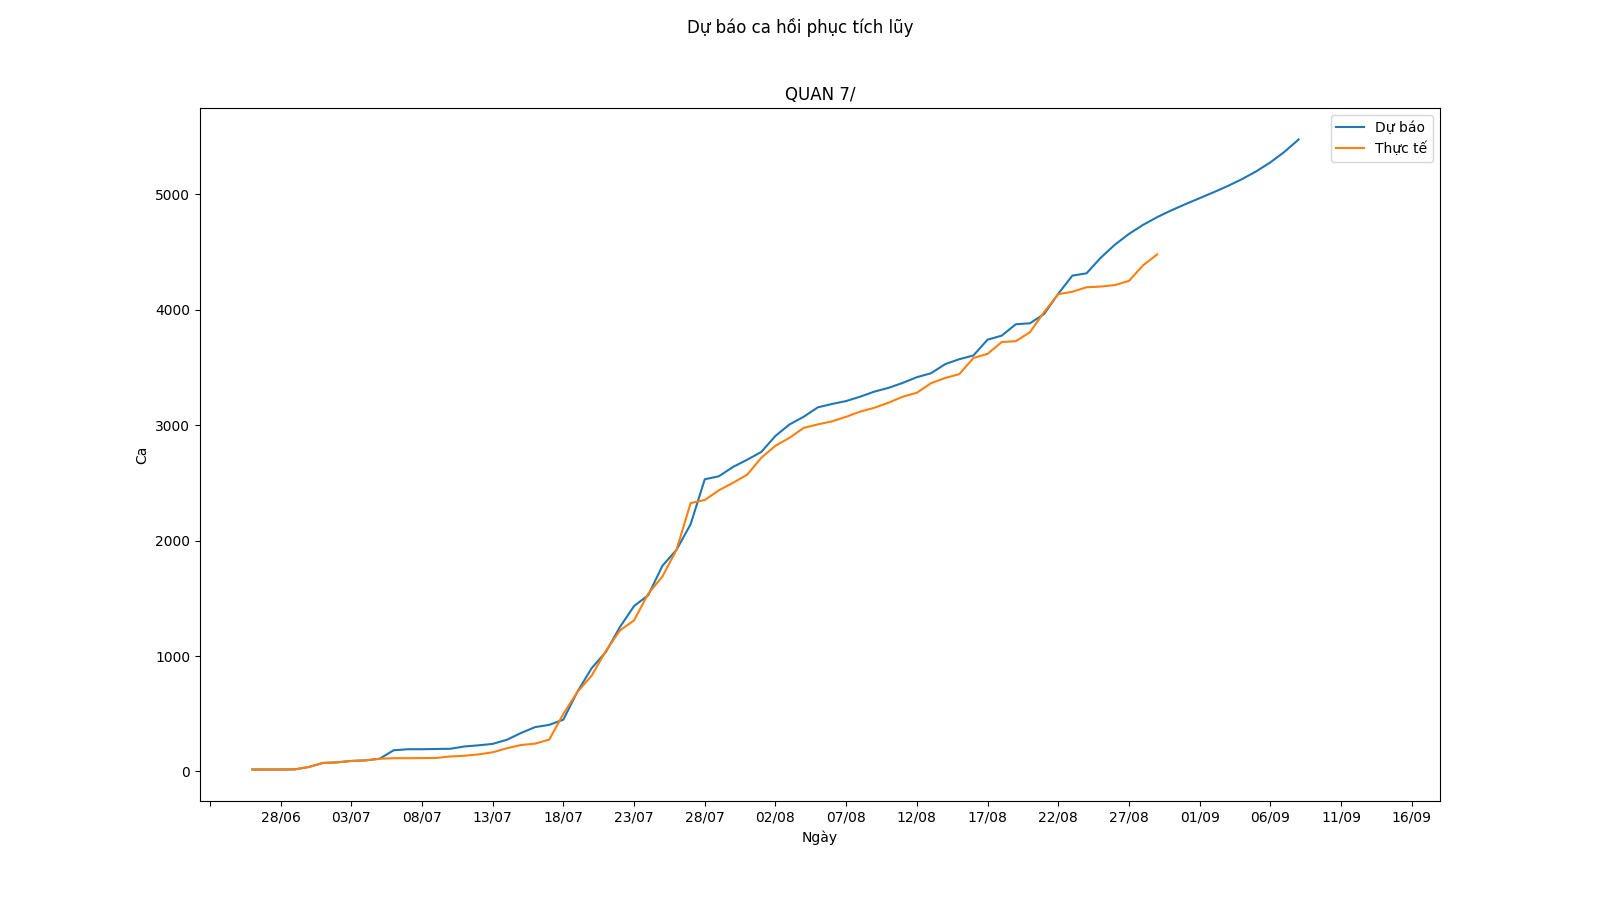 Dự báo ca hồi phục tích lũy
QUAN 7/
Dự báo
Thực tế
5000
4000
3000
2000
1000
0
Ca
28/06 03/07 08/07 13/07 18/07 23/07 28/07 02/08 07/08 12/08 17/08 22/08 27/08 01/09 06/09 11/09 16/09
Ngày